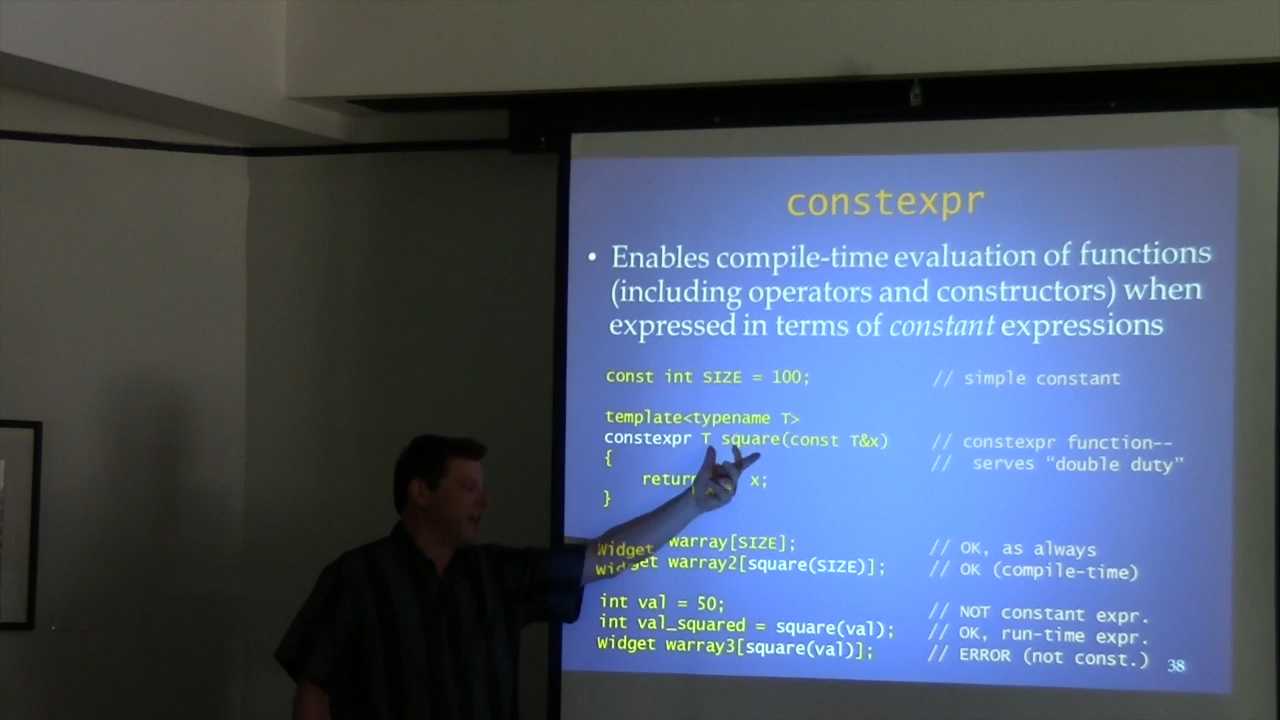 constexpr
• Enables compile-time evaluation of functions
(including operators and constructors) when
expressed in terms of constant expressions
const int SIZE = 100; // simple constant
template<typename T>
constexpr T square(const T&x) // constexpr function--
{ // serves “double duty”
return x;
}
Widget warray[SIZE]; // OK, as always
Widget warray2[square(SIZE)]; // OK (compile-time)
int val = 50; // NOT constant expr.
int val_squared = square(val); // OK, run-time expr.
Widget warray3[square(val)]; // ERROR (not const.)
38